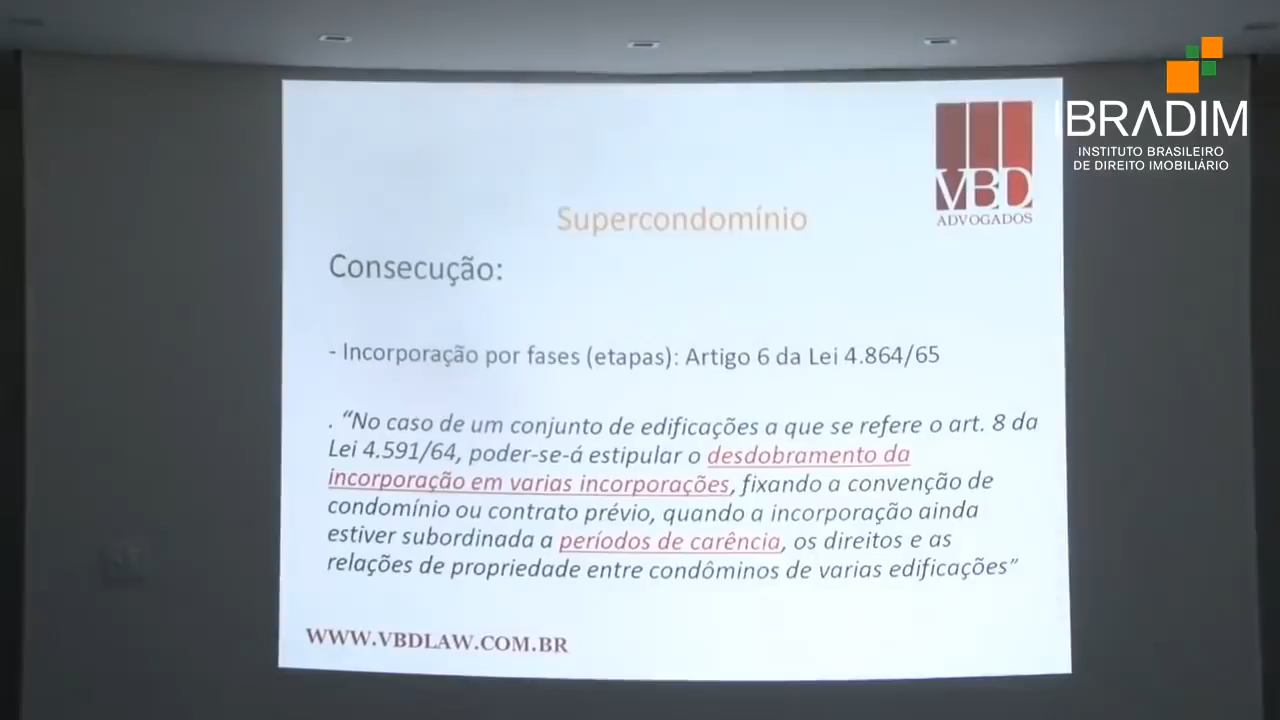 IBRADIM
INSTITUTO BRASILEIRO
DE DIREITO IMOBILIÁRIO
VBD
ADVOGADOS
Supercondomínio
Consecução:
- Incorporação por fases (etapas): Artigo 6 da Lei 4.864/65
. “No caso de um conjunto de edificações a que se refere o art. 8 da
Lei 4.591/64, poder-se-á estipular o desdobramento da
incorporação em varias incorporações, fixando a convenção de
condomínio ou contrato prévio, quando a incorporação ainda
estiver subordinada a períodos de carência, os direitos e as
relações de propriedade entre condôminos de varias edificações”
WWW.VBDLAW.COM.BR